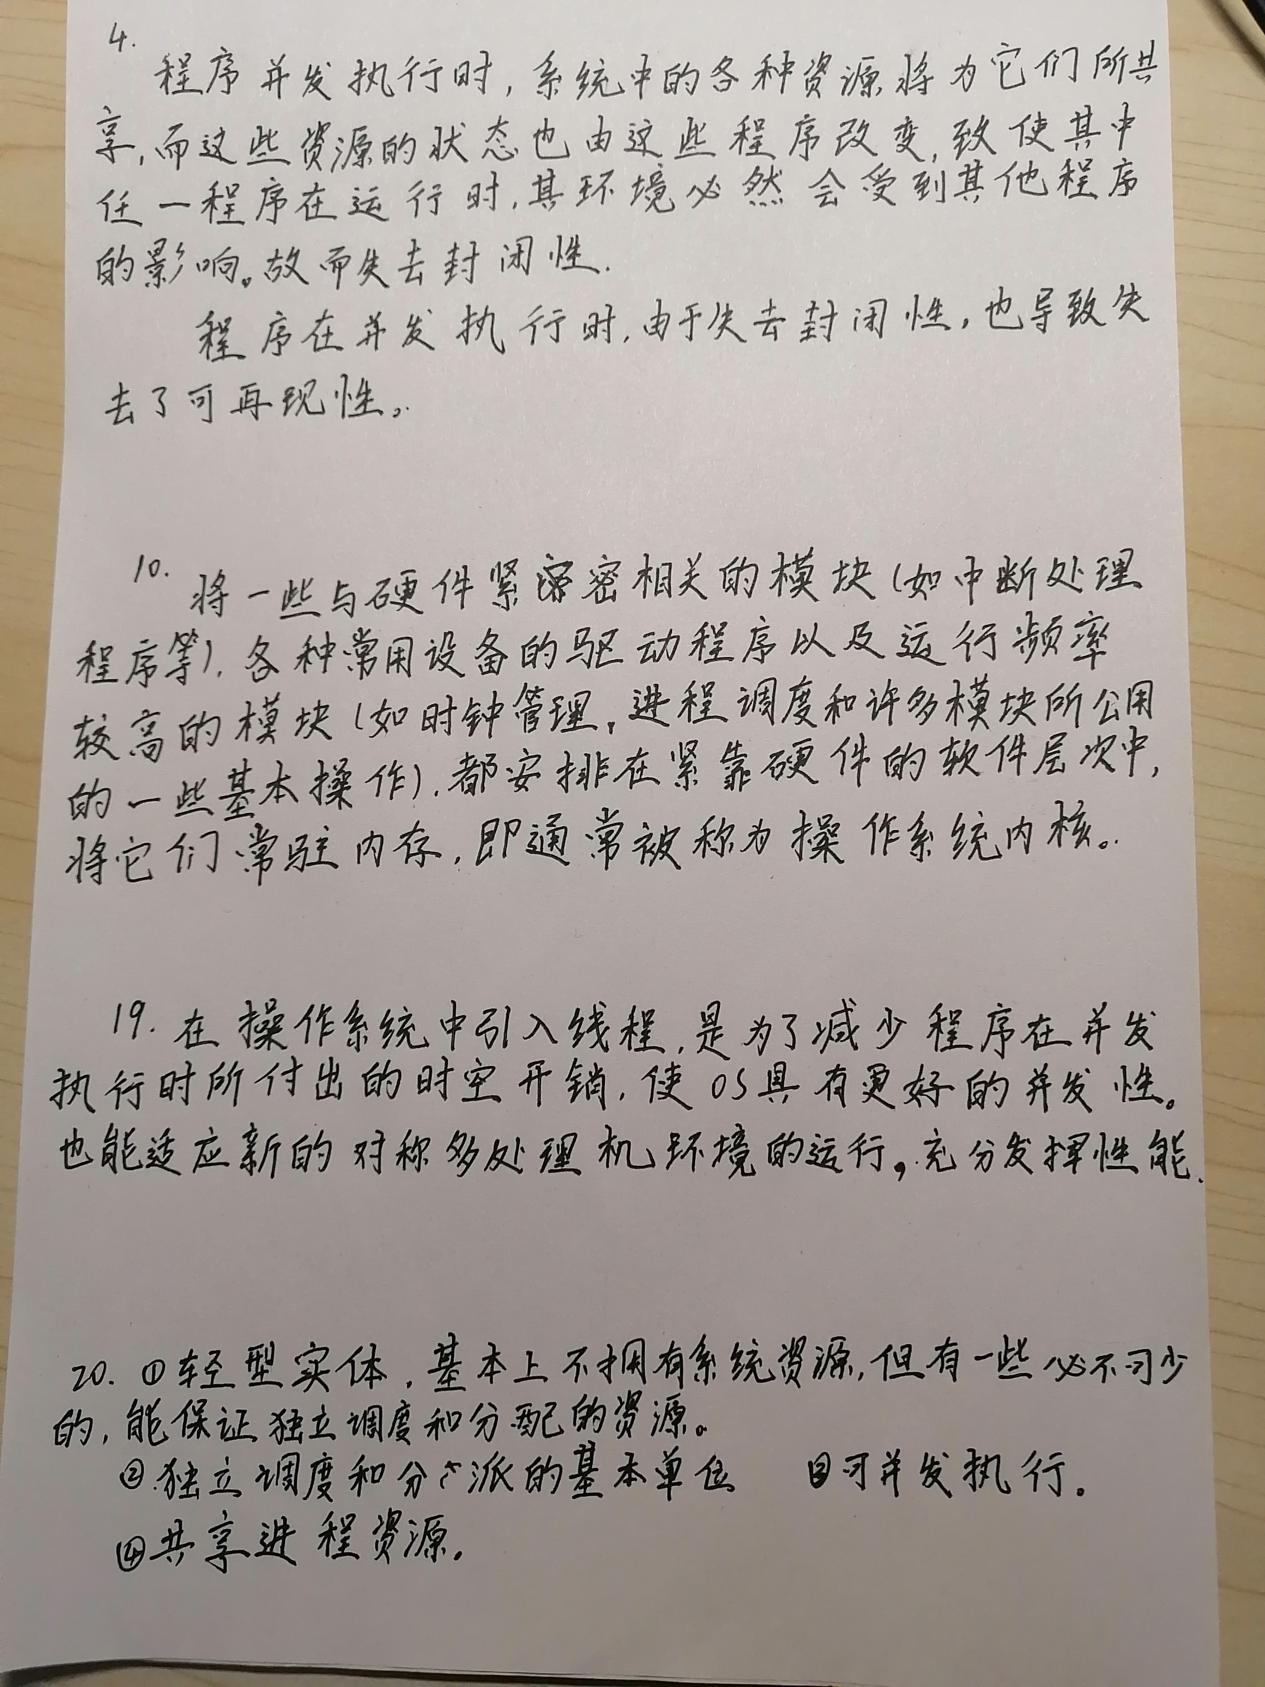 4.
程序并发执行时,系统中的各种资源将为它们所共
享,而这些资源的状态也由这些程序改变,致使其中
任一程序在运行时,其环境必然会受到其他程序
的影响。故而失去封闭性.
程序在并发执行时,由于失去封闭性,也导致失
去了可再现性。
10. 将一些与硬件紧密相关的模块(如中断处理
程序等),各种常用设备的驱动程序以及运行频率
较高的模块(如时钟管理,进程调度和许多模块所公用
的一些基本操作),都安排在紧靠硬件的软件层次中,
将它们常驻内存,即通常被称为操作系统内核。
19. 在操作系统中引入线程,是为了减少程序在并发
执行时所付出的时空开销,使OS具有更好的并发性。
也能适应新的对称多处理机环境的运行,充分发挥性能.
20. ①轻型实体,基本上不拥有系统资源,但有一些必不可少
的,能保证独立调度和分配的资源。
②独立调度和分派的基本单位 ③可并发执行。
④共享进程资源。